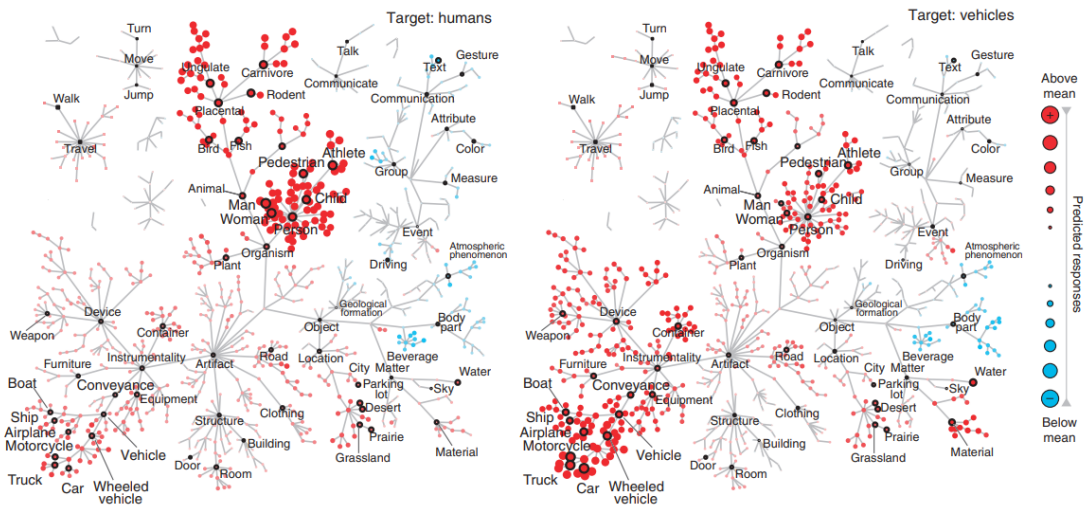 Target: humans
Turn
Move
Jump
Walk
Travel
Ungulate
Carnivore
Rodent
Placental
Bird
Fish
Talk
Communicate
Text
Gesture
Communication
Attribute
Color
Group
Measure
Event
Driving
Atmospheric
phenomenon
Pedestrian
Athlete
Animal
Man
Woman
Child
Person
Organism
Plant
Device
Weapon
Container
Geological
formation
Object
Body
part
Beverage
Instrumentality
Artifact
Road
Location
Furniture
Conveyance
Equipment
City
Matter
Water
Parking
lot
Sky
Desert
Prairie
Grassland
Material
Boat
Ship
Airplane
Motorcycle
Truck
Car
Wheeled
vehicle
Vehicle
Structure
Clothing
Building
Door
Room
Target: vehicles
Turn
Move
Jump
Walk
Travel
Ungulate
Carnivore
Rodent
Placental
Bird
Fish
Talk
Communicate
Text
Gesture
Communication
Attribute
Color
Group
Measure
Event
Driving
Atmospheric
phenomenon
Pedestrian
Athlete
Animal
Man
Woman
Child
Person
Organism
Plant
Device
Weapon
Container
Geological
formation
Object
Body
part
Beverage
Instrumentality
Artifact
Road
Location
Furniture
Conveyance
Equipment
City
Matter
Water
Parking
lot
Sky
Desert
Prairie
Grassland
Material
Boat
Ship
Airplane
Motorcycle
Truck
Car
Wheeled
vehicle
Vehicle
Structure
Clothing
Building
Door
Room
Above
mean
+
Predicted responses
−
Below
mean